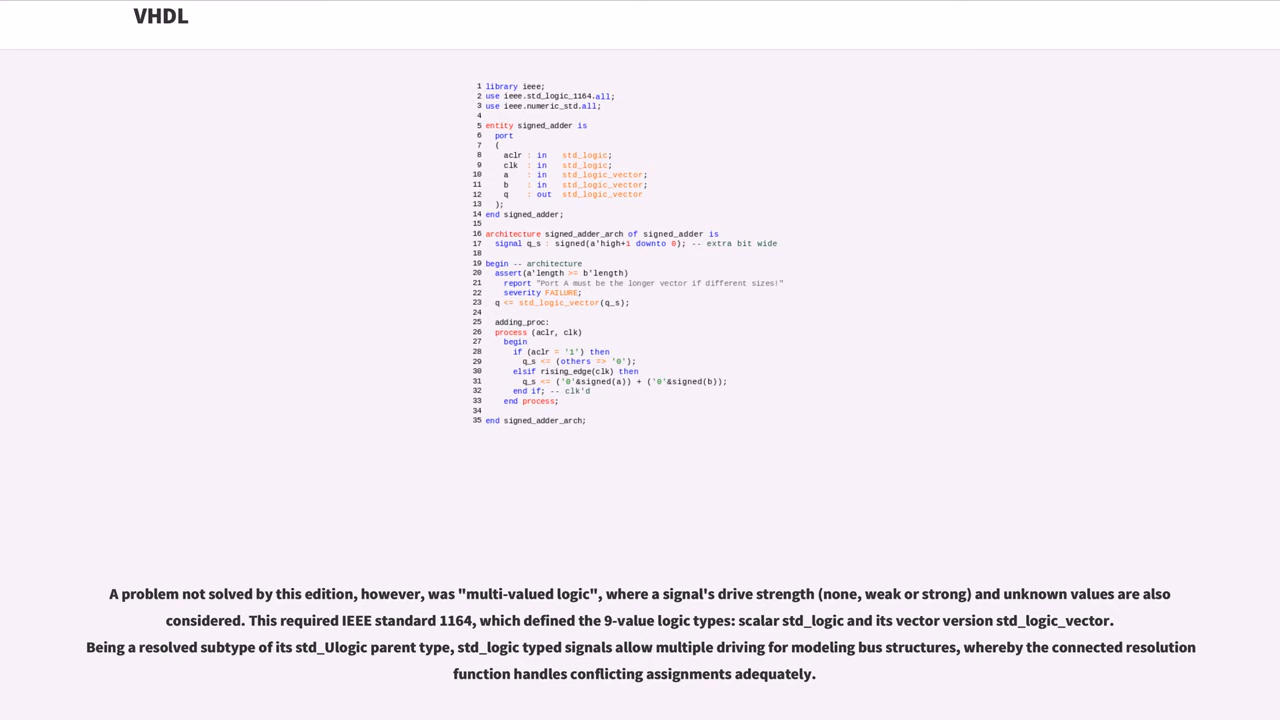 VHDL
1 library ieee;
2 use ieee.std_logic_1164.all;
3 use ieee.numeric_std.all;
4
5 entity signed_adder is
6 port
7 (
8 aclr : in std_logic;
9 clk : in std_logic;
10 a : in std_logic_vector;
11 b : in std_logic_vector;
12 q : out std_logic_vector
13 );
14 end signed_adder;
15
16 architecture signed_adder_arch of signed_adder is
17 signal q_s : signed(a'high+1 downto 0); -- extra bit wide
18
19 begin -- architecture
20 assert(a'length >= b'length)
21 report "Port A must be the longer vector if different sizes!"
22 severity FAILURE;
23 q <= std_logic_vector(q_s);
24
25 adding_proc:
26 process (aclr, clk)
27 begin
28 if (aclr = '1') then
29 q_s <= (others => '0');
30 elsif rising_edge(clk) then
31 q_s <= ('0'&signed(a)) + ('0'&signed(b));
32 end if; -- clk'd
33 end process;
34
35 end signed_adder_arch;
A problem not solved by this edition, however, was "multi-valued logic", where a signal's drive strength (none, weak or strong) and unknown values are also
considered. This required IEEE standard 1164, which defined the 9-value logic types: scalar std_logic and its vector version std_logic_vector.
Being a resolved subtype of its std_Ulogic parent type, std_logic typed signals allow multiple driving for modeling bus structures, whereby the connected resolution
function handles conflicting assignments adequately.